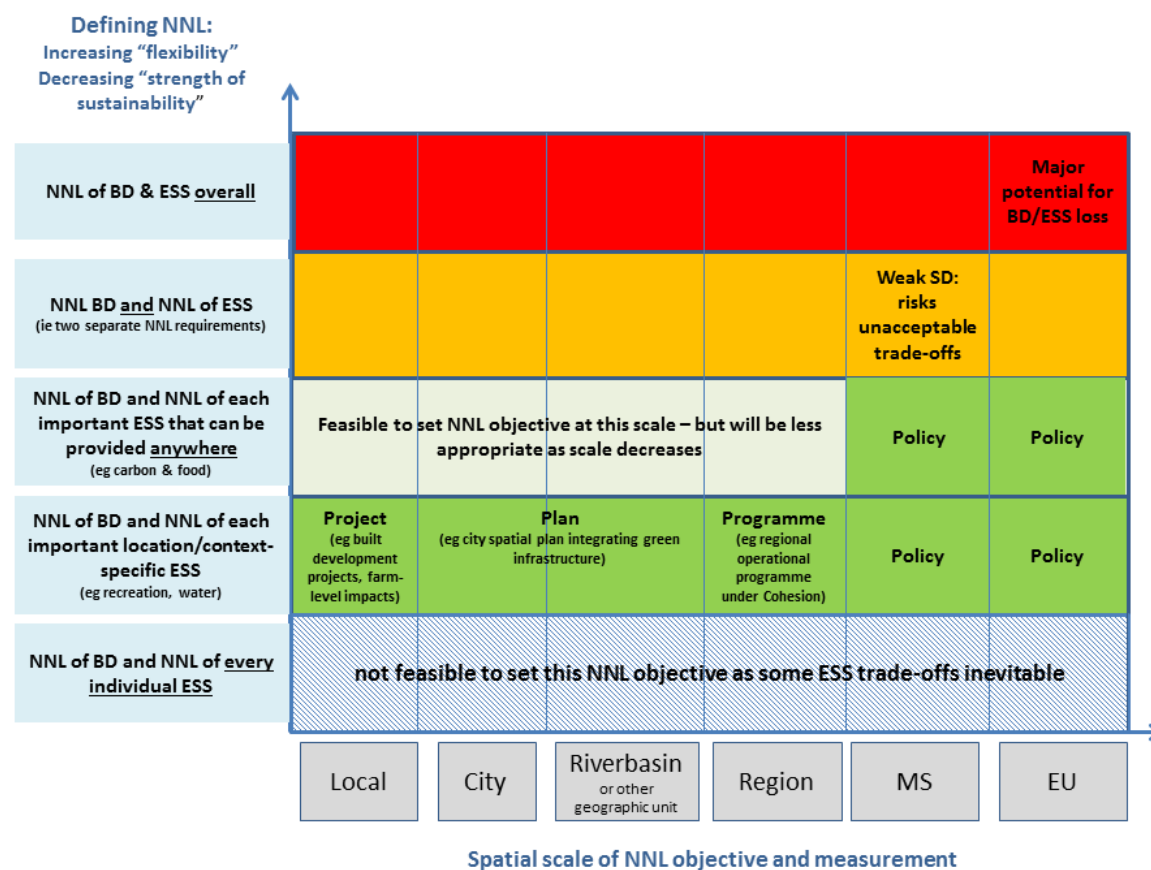 Defining NNL:
Increasing “flexibility”
Decreasing “strength of
sustainability”
NNL of BD & ESS overall
Major
potential for
BD/ESS loss
NNL BD and NNL of ESS
(ie two separate NNL requirements)
Weak SD:
risks
unacceptable
trade-offs
NNL of BD and NNL of each
important ESS that can be
provided anywhere
(eg carbon & food)
Feasible to set NNL objective at this scale – but will be less
appropriate as scale decreases
Policy
Policy
NNL of BD and NNL of each
important location/context-
specific ESS
(eg recreation, water)
Project
(eg built
development
projects, farm-
level impacts)
Plan
(eg city spatial plan integrating green
infrastructure)
Programme
(eg regional
operational
programme
under Cohesion)
Policy
Policy
NNL of BD and NNL of every
individual ESS
not feasible to set this NNL objective as some ESS trade-offs inevitable
Local
City
Riverbasin
or other
geographic unit
Region
MS
EU
Spatial scale of NNL objective and measurement